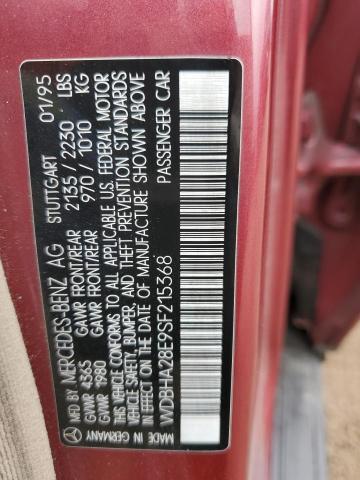 MERCEDES-BENZ AG STUTTGART 01/95
GVWR 4365 GAWR FRONT/REAR 2135 / 2230 LBS
GVWR 1980 GAWR FRONT/REAR 970 / 1010 KG
THIS VEHICLE CONFORMS TO ALL APPLICABLE U.S. FEDERAL MOTOR
VEHICLE SAFETY, BUMPER, AND THEFT PREVENTION STANDARDS
IN EFFECT ON THE DATE OF MANUFACTURE SHOWN ABOVE
WDBHA28E9SF215368 PASSENGER CAR
MADE IN GERMANY